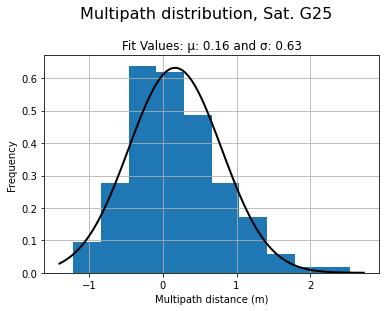 Multipath distribution, Sat. G25
Fit Values: μ: 0.16 and σ: 0.63
0.6
0.5
0.4
0.3
0.2
0.1
0.0
Frequency
−1 0 1 2
Multipath distance (m)